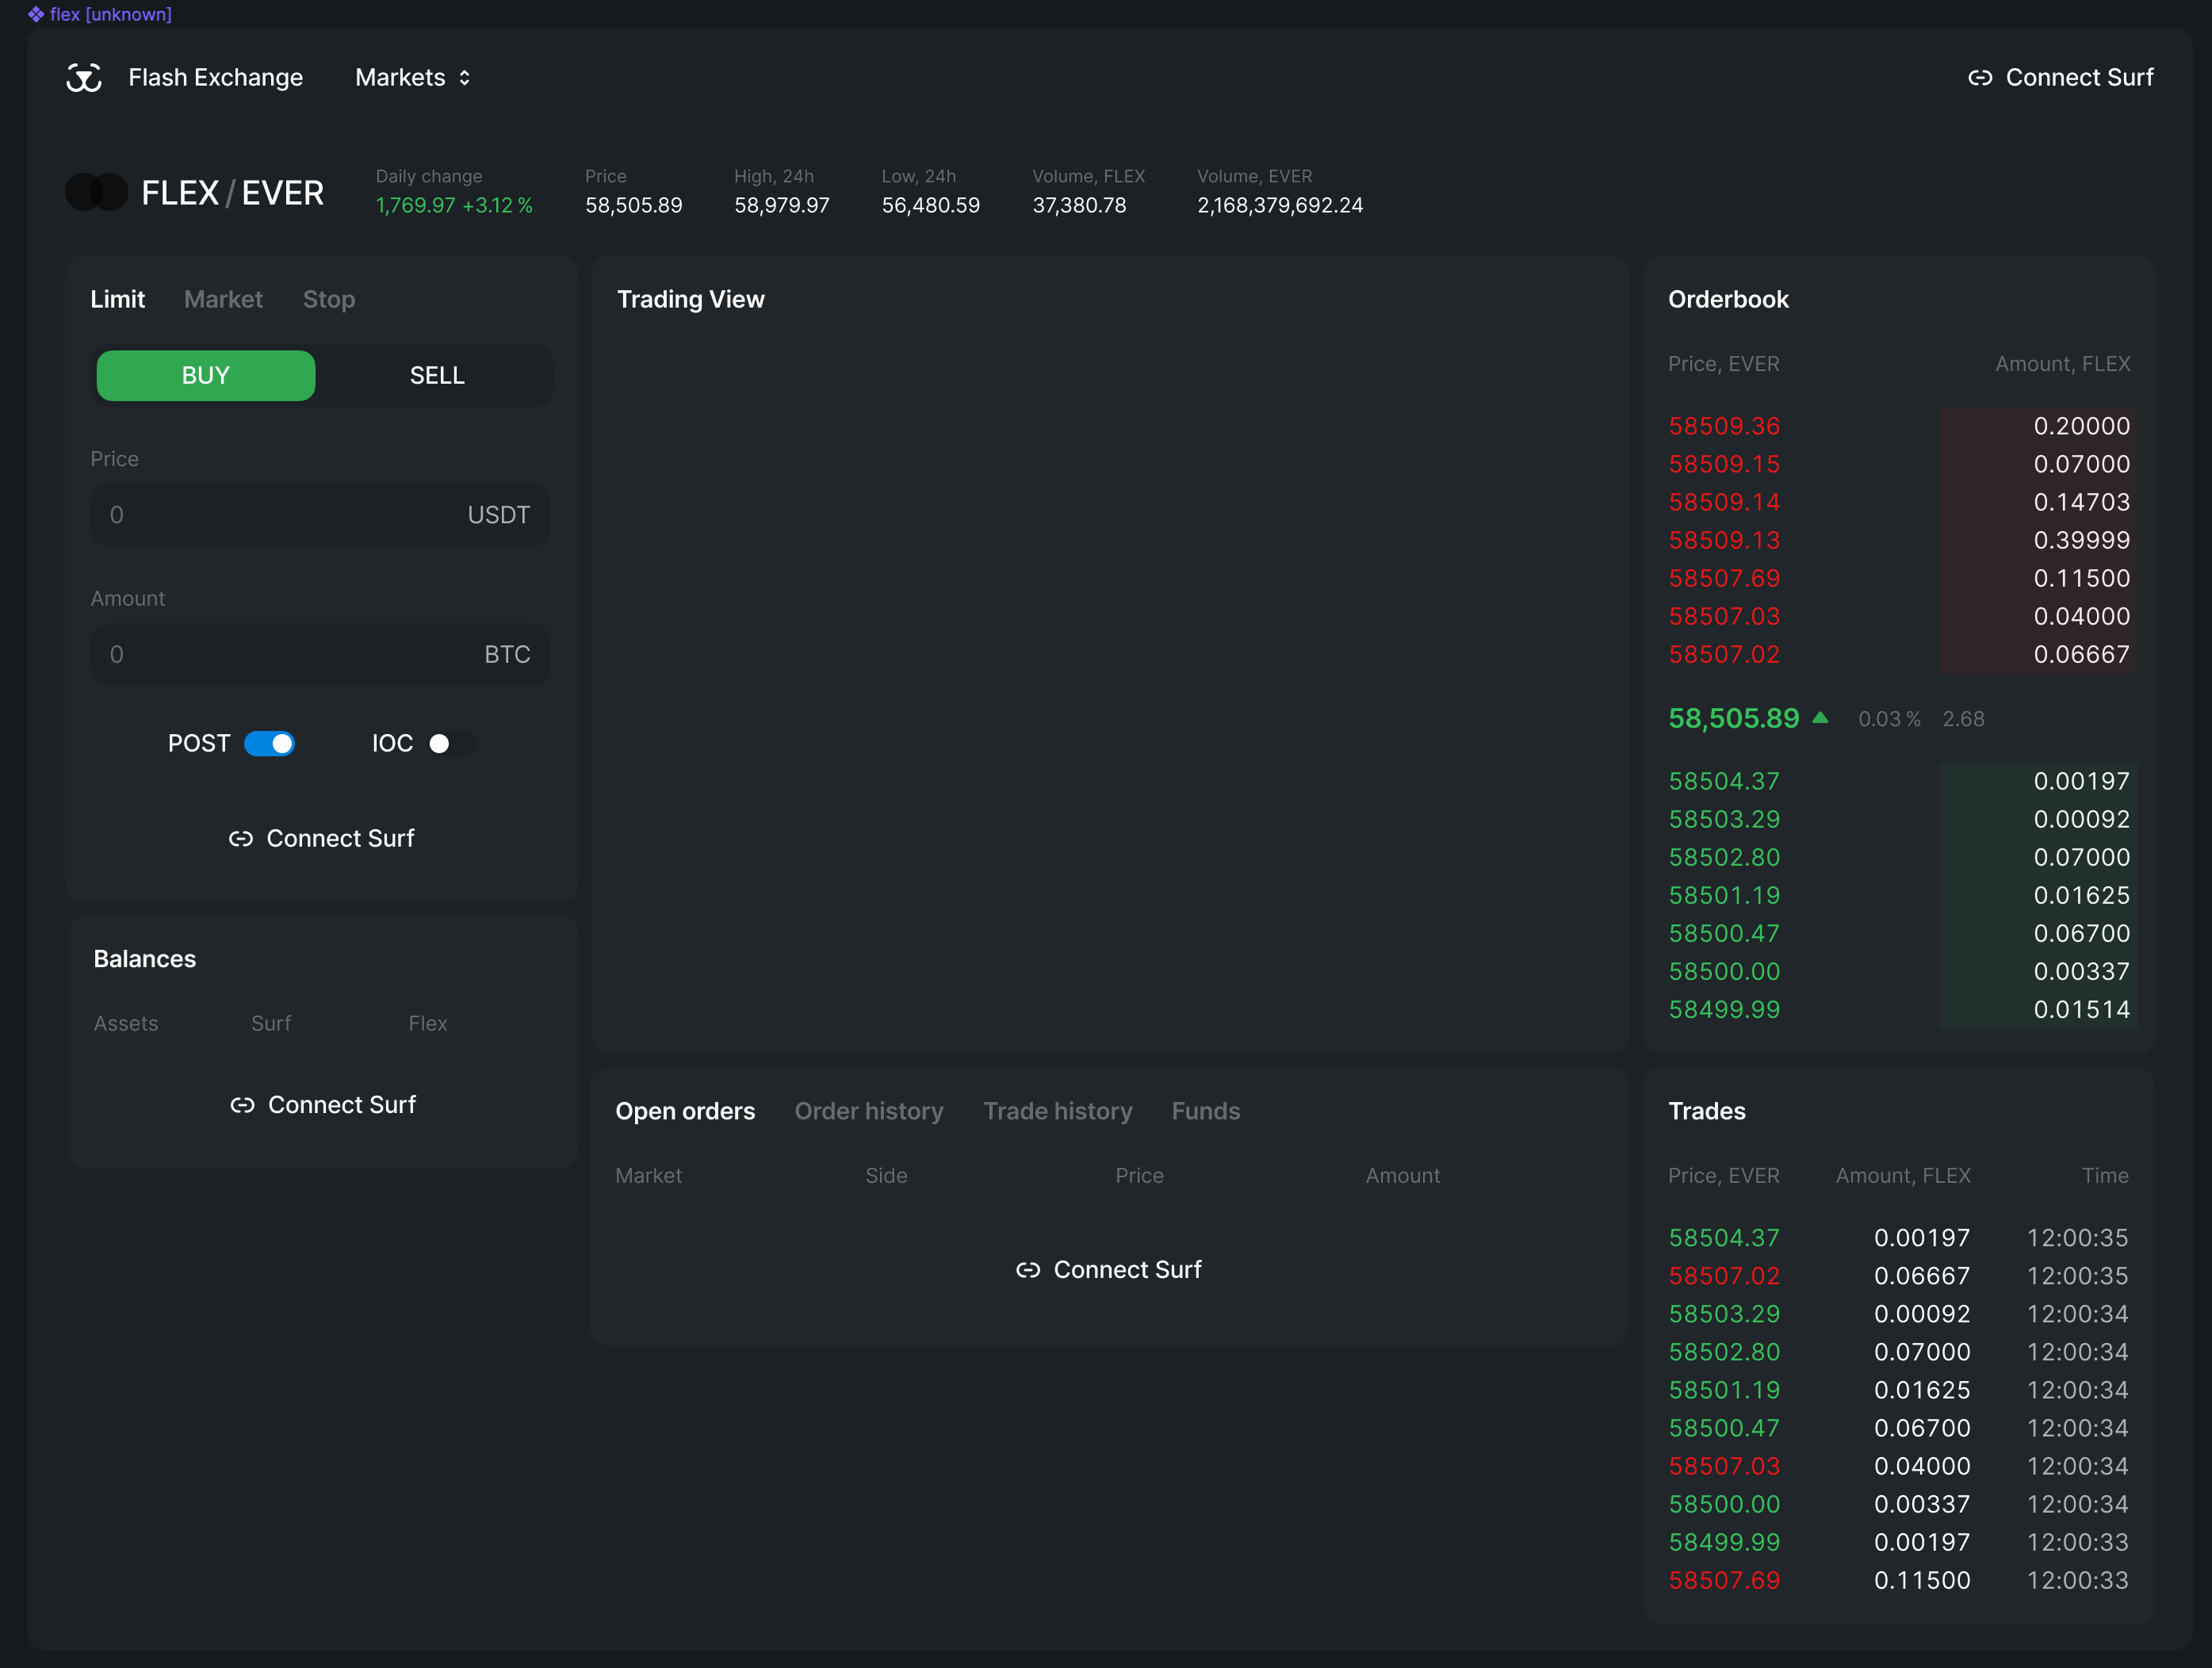 flex [unknown]
Flash Exchange Markets Connect Surf
FLEX/EVER
Daily change Price High, 24h Low, 24h Volume, FLEX Volume, EVER
1,769.97 +3.12 % 58,505.89 58,979.97 56,480.59 37,380.78 2,168,379,692.24
Limit Market Stop
BUY SELL
Price
0 USDT
Amount
0 BTC
POST IOC
Connect Surf
Balances
Assets Surf Flex
Connect Surf
Trading View
Open orders Order history Trade history Funds
Market Side Price Amount
Connect Surf
Orderbook
Price, EVER Amount, FLEX
58509.36 0.20000
58509.15 0.07000
58509.14 0.14703
58509.13 0.39999
58507.69 0.11500
58507.03 0.04000
58507.02 0.06667
58,505.89 0.03 % 2.68
58504.37 0.00197
58503.29 0.00092
58502.80 0.07000
58501.19 0.01625
58500.47 0.06700
58500.00 0.00337
58499.99 0.01514
Trades
Price, EVER Amount, FLEX Time
58504.37 0.00197 12:00:35
58507.02 0.06667 12:00:35
58503.29 0.00092 12:00:34
58502.80 0.07000 12:00:34
58501.19 0.01625 12:00:34
58500.47 0.06700 12:00:34
58507.03 0.04000 12:00:34
58500.00 0.00337 12:00:34
58499.99 0.00197 12:00:33
58507.69 0.11500 12:00:33